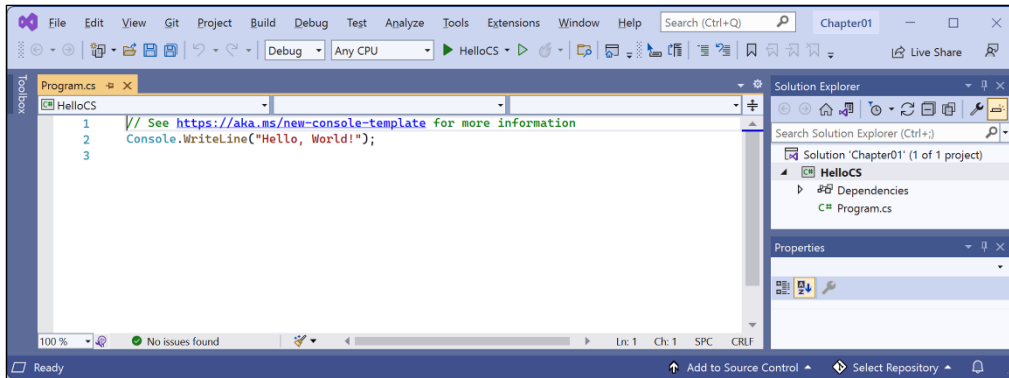 File Edit View Git Project Build Debug Test Analyze Tools Extensions Window Help Search (Ctrl+Q) Chapter01
Debug Any CPU HelloCS Live Share
Toolbox
Program.cs
C# HelloCS
1 // See https://aka.ms/new-console-template for more information
2 Console.WriteLine("Hello, World!");
3
100 % No issues found Ln: 1 Ch: 1 SPC CRLF
Solution Explorer
Search Solution Explorer (Ctrl+;)
Solution 'Chapter01' (1 of 1 project)
C# HelloCS
Dependencies
C# Program.cs
Properties
Ready Add to Source Control Select Repository